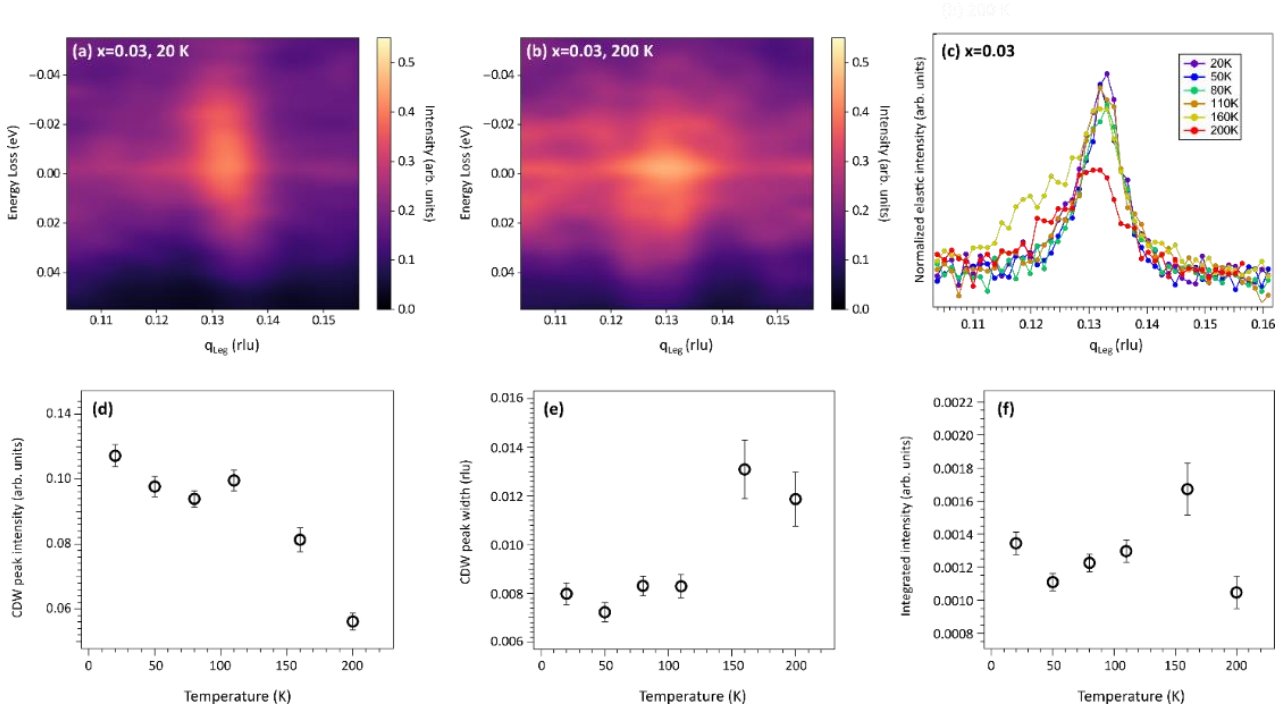 (a) x=0.03, 20 K
−0.04
−0.02
0.00
0.02
0.04
Energy Loss (eV)
0.11
0.12
0.13
0.14
0.15
qLeg (rlu)
0.5
0.4
0.3
0.2
0.1
0.0
Intensity (arb. units)
(b) x=0.03, 200 K
−0.04
−0.02
0.00
0.02
0.04
Energy Loss (eV)
0.11
0.12
0.13
0.14
0.15
qLeg (rlu)
0.5
0.4
0.3
0.2
0.1
0.0
Intensity (arb. units)
(c) x=0.03
20K
50K
80K
110K
160K
200K
Normalized elastic intensity (arb. units)
0.11
0.12
0.13
0.14
0.15
0.16
qLeg (rlu)
(d)
0.14
0.10
0.08
0.06
CDW peak intensity (arb. units)
0
50
100
150
200
Temperature (K)
(e)
0.016
0.014
0.012
0.010
0.008
0.006
CDW peak width (rlu)
0
50
100
150
200
Temperature (K)
(f)
0.0022
0.0020
0.0018
0.0016
0.0014
0.0012
0.0010
0.0008
Integrated intensity (arb. units)
0
50
100
150
200
Temperature (K)